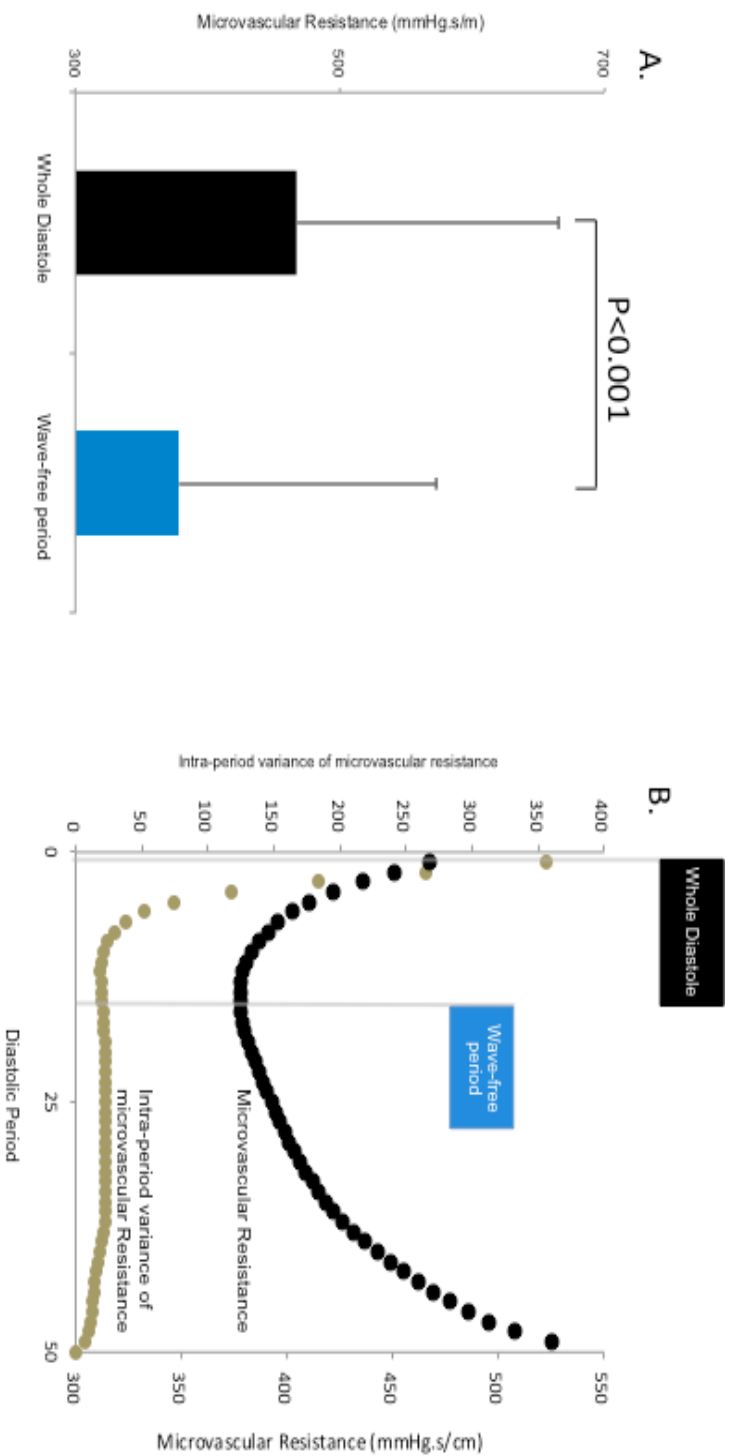 A.
Microvascular Resistance (mmHg.s/m)
700
500
300
P<0.001
Whole Diastole
Wave-free period
B.
Whole Diastole
Wave-free
period
Intra-period variance of microvascular resistance
400
350
300
250
200
150
100
50
0
Microvascular Resistance
Intra-period variance of
microvascular Resistance
0
25
50
Diastolic Period
550
500
450
400
350
300
Microvascular Resistance (mmHg.s/cm)